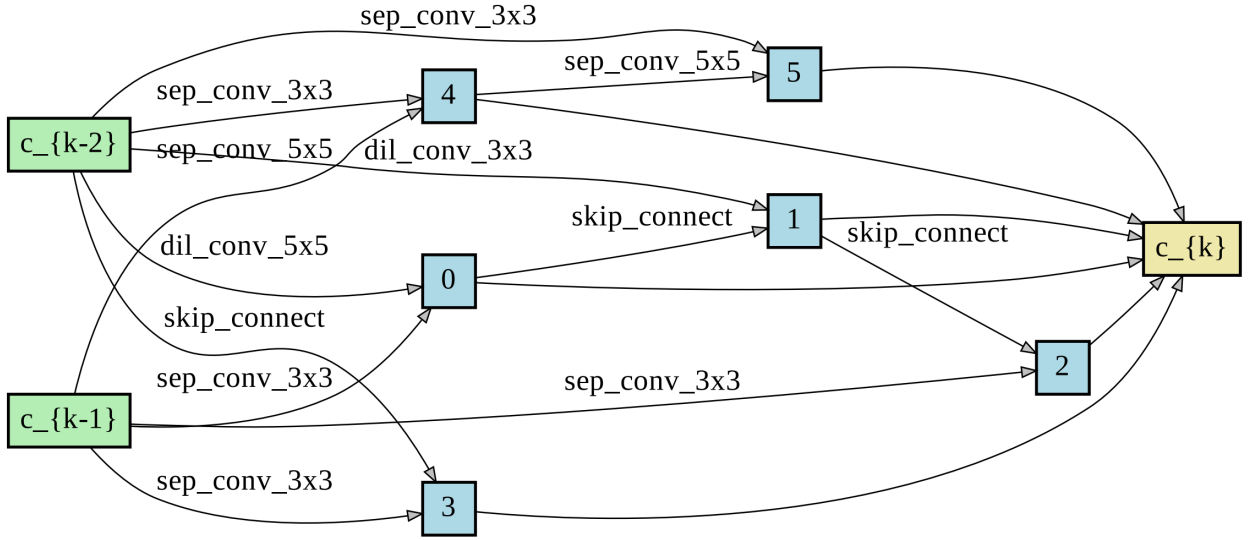 sep_conv_3x3
sep_conv_5x5
5
sep_conv_3x3
4
c_{k-2}
sep_conv_5x5
dil_conv_3x3
skip_connect
1
skip_connect
c_{k}
dil_conv_5x5
0
skip_connect
2
sep_conv_3x3
sep_conv_3x3
c_{k-1}
sep_conv_3x3
3